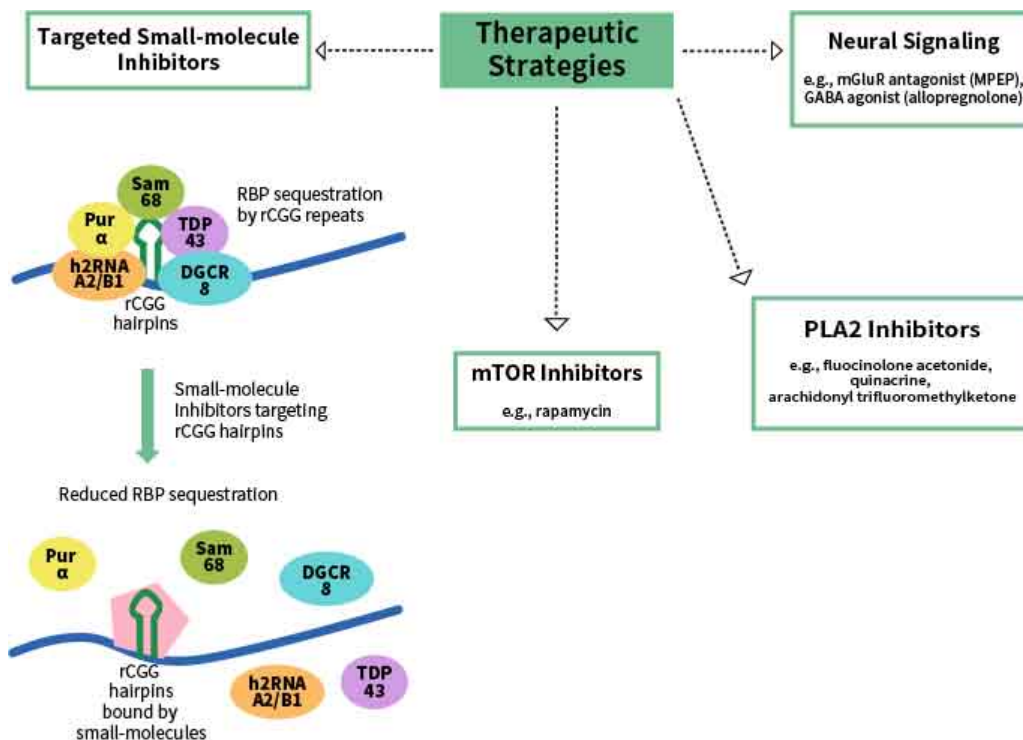 Targeted Small-molecule
Inhibitors
Therapeutic
Strategies
Neural Signaling
e.g., mGluR antagonist (MPEP),
GABA agonist (allopregnolone)
Sam
68
RBP sequestration
by rCGG repeats
Pur
α
TDP
43
h2RNA
A2/B1
DGCR
8
rCGG
hairpins
mTOR Inhibitors
e.g., rapamycin
PLA2 Inhibitors
e.g., fluocinolone acetonide,
quinacrine,
arachidonyl trifluoromethylketone
Small-molecule
Inhibitors targeting
rCGG hairpins
Reduced RBP sequestration
Pur
α
Sam
68
DGCR
8
rCGG
hairpins
bound by
small-molecules
h2RNA
A2/B1
TDP
43